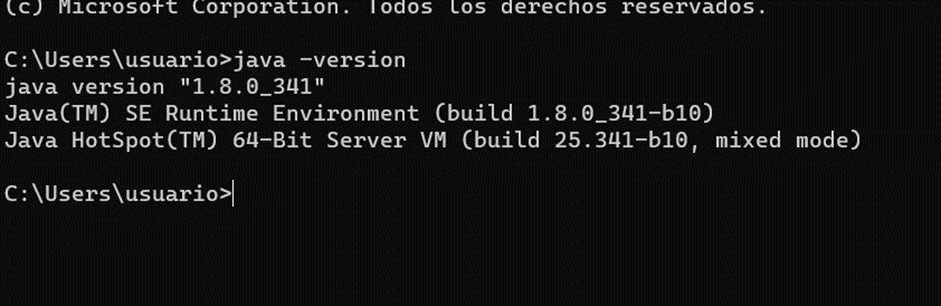 (c) Microsoft Corporation. Todos los derechos reservados.
C:\Users\usuario>java -version
java version "1.8.0_341"
Java(TM) SE Runtime Environment (build 1.8.0_341-b10)
Java HotSpot(TM) 64-Bit Server VM (build 25.341-b10, mixed mode)
C:\Users\usuario>